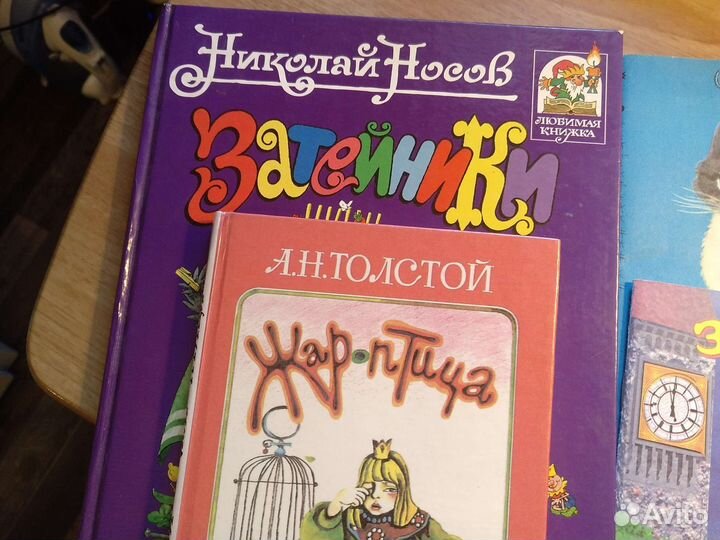 Николай Носов
ЛЮБИМАЯ
КНИЖКА
ЗАТЕЙНИКИ
А.Н.ТОЛСТОЙ
Жар-птица
З
Avito